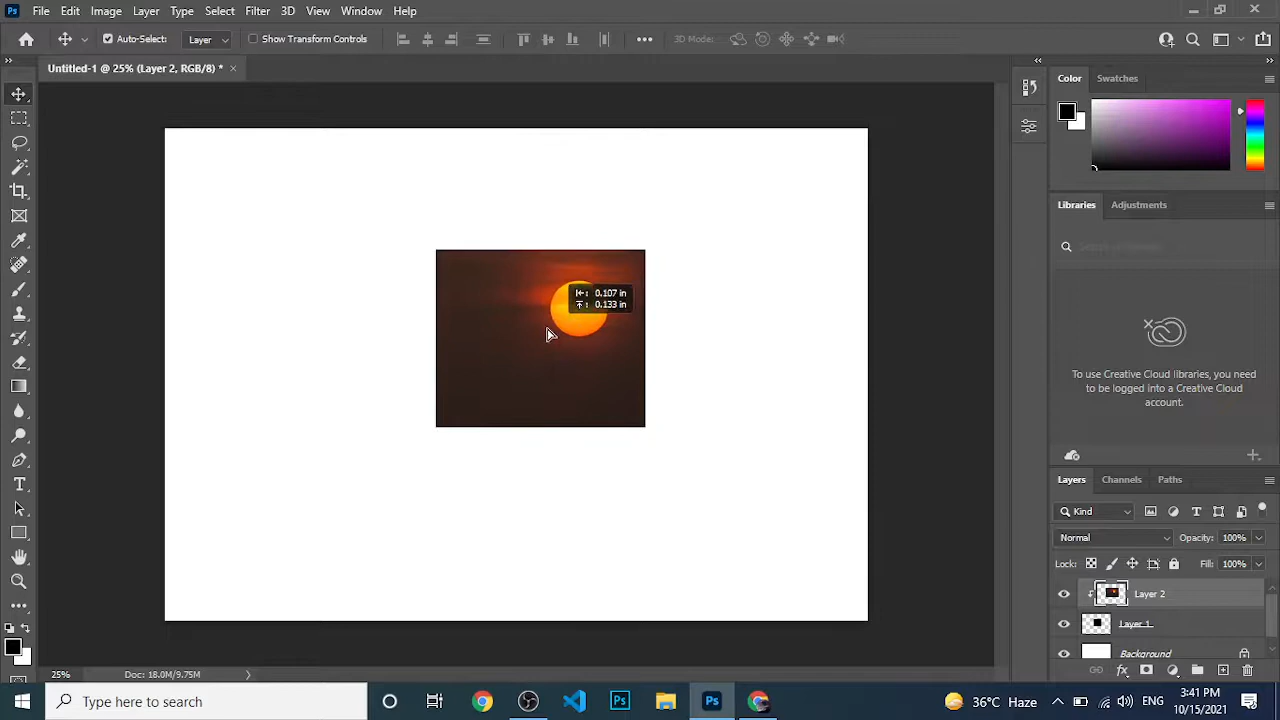 Ps File Edit Image Layer Type Select Filter 3D View Window Help
Auto-Select: Layer Show Transform Controls 3D Mode:
Untitled-1 @ 25% (Layer 2, RGB/8) *
Color Swatches
Libraries Adjustments
0.107 in
0.133 in
To use Creative Cloud libraries, you
need to be logged into a Creative Cloud
account.
Layers Channels Paths
Kind
Normal Opacity: 100%
Lock: Fill: 100%
Layer 2
Layer 1
Background
25% Doc: 18.0M/9.75M
Type here to search Ps Ps 36°C Haze 3:41 PM
10/15/2021